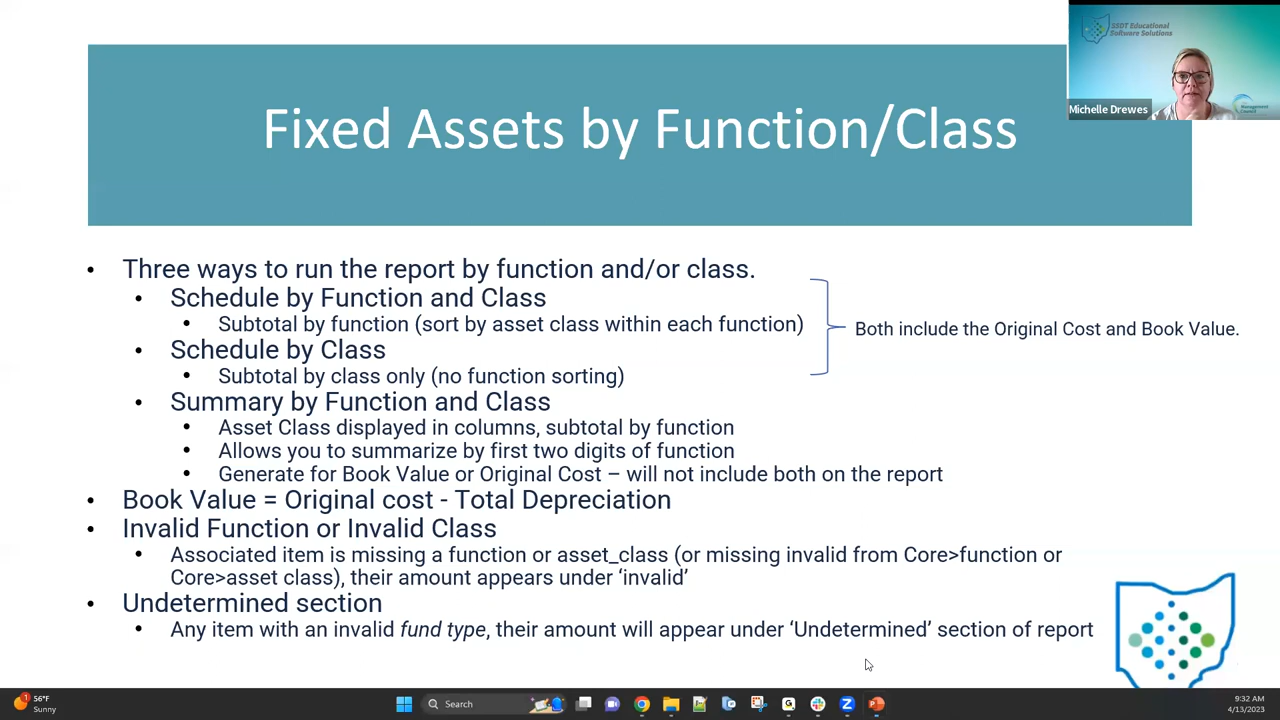 SSDT Educational
Software Solutions
Michelle Drewes
Management
Council
Fixed Assets by Function/Class
• Three ways to run the report by function and/or class.
• Schedule by Function and Class
• Subtotal by function (sort by asset class within each function)
Both include the Original Cost and Book Value.
• Schedule by Class
• Subtotal by class only (no function sorting)
• Summary by Function and Class
• Asset Class displayed in columns, subtotal by function
• Allows you to summarize by first two digits of function
• Generate for Book Value or Original Cost – will not include both on the report
• Book Value = Original cost - Total Depreciation
• Invalid Function or Invalid Class
• Associated item is missing a function or asset_class (or missing invalid from Core>function or
Core>asset class), their amount appears under ‘invalid’
• Undetermined section
• Any item with an invalid fund type, their amount will appear under ‘Undetermined’ section of report
1
56°F
Sunny
Search
9:32 AM
4/13/2023